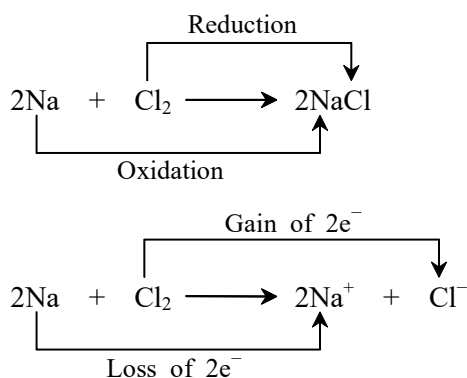 Reduction
2Na + Cl₂ ⟶ 2NaCl
Oxidation
Gain of 2e⁻
2Na + Cl₂ ⟶ 2Na⁺ + Cl⁻
Loss of 2e⁻